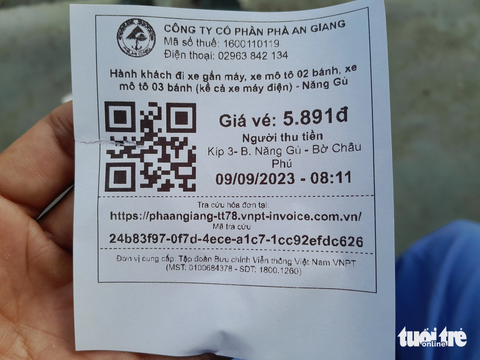 CÔNG TY CỔ PHẦN PHÀ AN GIANG
Mã số thuế: 1600110119
Điện thoại: 02963 842 134
Hành khách đi xe gắn máy, xe mô tô 02 bánh, xe
mô tô 03 bánh (kể cả xe máy điện) - Năng Gù
Giá vé: 5.891đ
Người thu tiền
Kíp 3- B. Năng Gù - Bờ Châu
Phú
09/09/2023 - 08:11
Tra cứu hóa đơn tại:
https://phaangiang-tt78.vnpt-invoice.com.vn/
Mã tra cứu
24b83f97-0f7d-4ece-a1c7-1cc92efdc626
Đơn vị cung cấp: Tập đoàn Bưu chính Viễn thông Việt Nam VNPT
(MST: 0100684378 - SĐT: 1800.1260)
tuổi trẻ
online